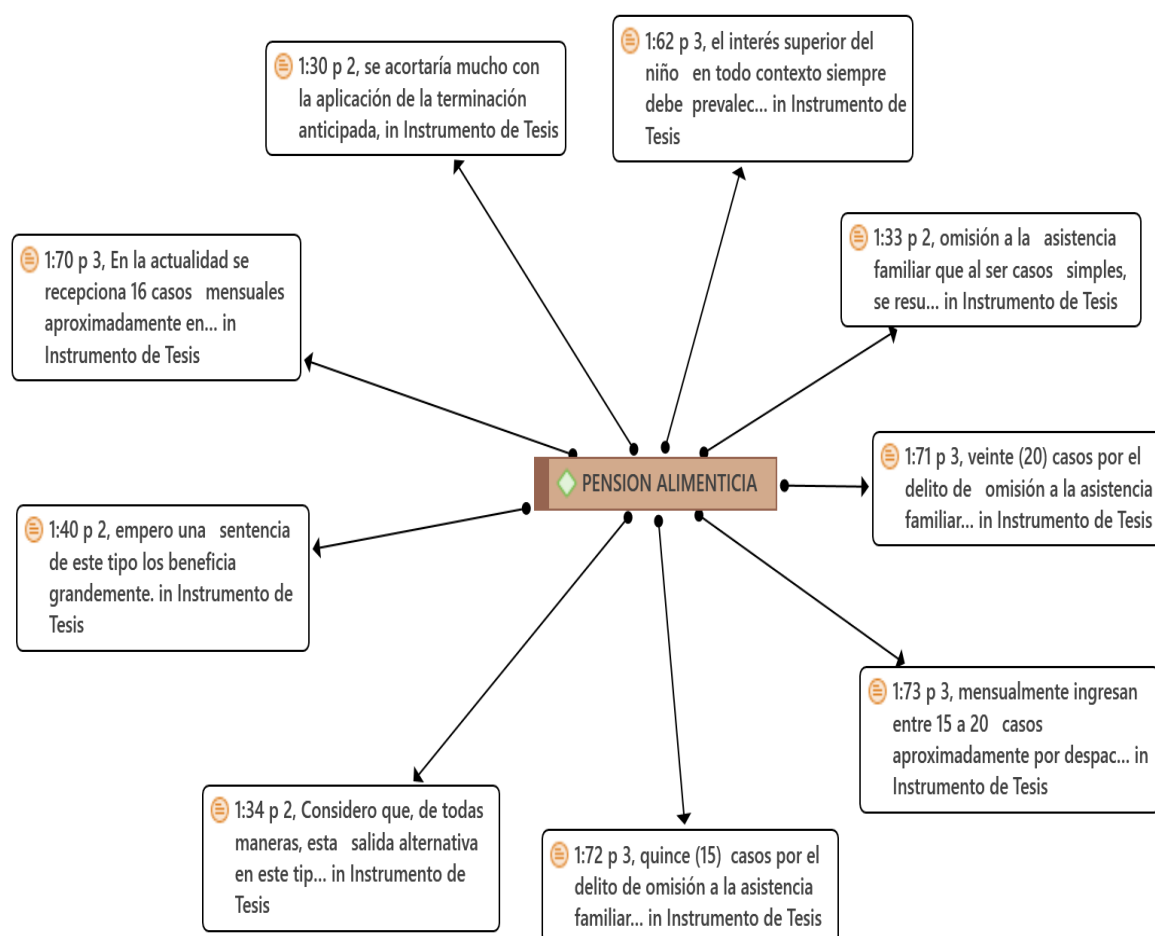 1:30 p 2, se acortaría mucho con
la aplicación de la terminación
anticipada, in Instrumento de Tesis
1:62 p 3, el interés superior del
niño en todo contexto siempre
debe prevalec... in Instrumento de
Tesis
1:33 p 2, omisión a la asistencia
familiar que al ser casos simples,
se resu... in Instrumento de Tesis
1:70 p 3, En la actualidad se
recepciona 16 casos mensuales
aproximadamente en... in
Instrumento de Tesis
1:71 p 3, veinte (20) casos por el
delito de omisión a la asistencia
familiar... in Instrumento de Tesis
PENSION ALIMENTICIA
1:40 p 2, empero una sentencia
de este tipo los beneficia
grandemente. in Instrumento de
Tesis
1:73 p 3, mensualmente ingresan
entre 15 a 20 casos
aproximadamente por despac... in
Instrumento de Tesis
1:34 p 2, Considero que, de todas
maneras, esta salida alternativa
en este tip... in Instrumento de
Tesis
1:72 p 3, quince (15) casos por el
delito de omisión a la asistencia
familiar... in Instrumento de Tesis